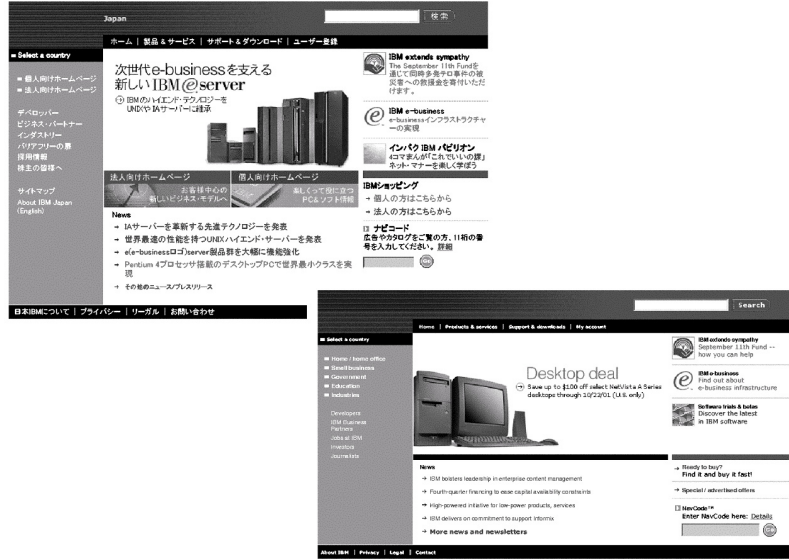 Japan
検索
ホーム | 製品 & サービス | サポート & ダウンロード | ユーザー登録
Select a country
個人向けホームページ
法人向けホームページ
デベロッパー
ビジネス・パートナー
インダストリー
バリアフリーの扉
採用情報
株主の皆様へ
サイトマップ
About IBM Japan
(English)
次世代e-businessを支える
新しい IBM e server
IBMのハイエンド・テクノロジーを
UNIXや IAサーバーに継承
法人向けホームページ
お客様中心の
新しいビジネス・モデルへ
個人向けホームページ
楽しくって役に立つ
PC&ソフト情報
News
IAサーバーを革新する先進テクノロジーを発表
世界最速の性能を持つUNIXハイエンド・サーバーを発表
e(e-businessロゴ)server製品群を大幅に機能強化
Pentium 4プロセッサ搭載のデスクトップPCで世界最小クラスを実
現
その他のニュース/プレスリリース
IBM extends sympathy
The September 11th Fundを
通じて同時多発テロ事件の被
災者への救援金を寄付いただ
けます。
IBM e-business
e-businessインフラストラクチャ
ーの実現
インパク IBM パビリオン
4コマまんが「これでいいの課」
ネット・マナーを楽しく学ぼう
IBMショッピング
個人の方はこちらから
法人の方はこちらから
ナビコード
広告やカタログをご覧の方、11桁の番
号を入力してください。詳細
Go
日本IBMについて | プライバシー | リーガル | お問い合わせ
Search
Home | Products & services | Support & downloads | My account
Select a country
Home / home office
Small business
Government
Education
Industries
Developers
IBM Business
Partners
Jobs at IBM
Investors
Journalists
Desktop deal
Save up to $100 off select NetVista A Series
desktops through 10/22/01 (U.S. only)
IBM extends sympathy
September 11th Fund --
how you can help
IBM e-business
Find out about
e-business infrastructure
Software trials & betas
Discover the latest
in IBM software
News
IBM bolsters leadership in enterprise content management
Fourth-quarter financing to ease capital availability constraints
High-powered initiative for low-power products, services
IBM delivers on commitment to support Informix
More news and newsletters
Ready to buy?
Find it and buy it fast!
Special / advertised offers
NavCode™
Enter NavCode here: Details
Go
About IBM | Privacy | Legal | Contact